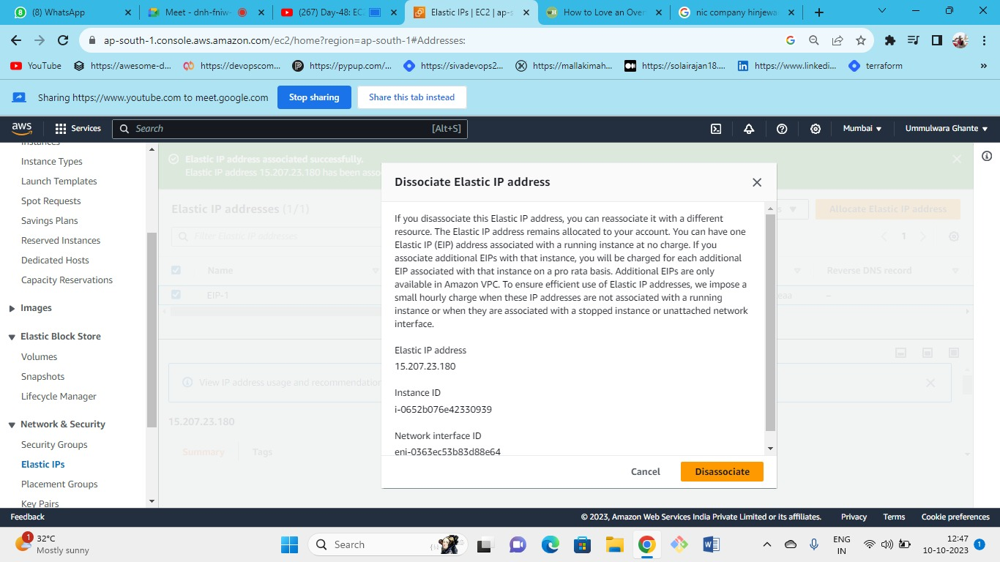 (8) WhatsApp
Meet - dnh-fniw-
(267) Day-48: EC
Elastic IPs | EC2 | ap-s
How to Love an Over
nic company hinjewa
ap-south-1.console.aws.amazon.com/ec2/home?region=ap-south-1#Addresses:
YouTube
https://awesome-d...
https://devopscom...
https://pypup.com/...
https://sivadevops2...
https://mallakimah...
https://solairajan18....
https://www.linkedi...
terraform
Sharing https://www.youtube.com to meet.google.com
Stop sharing
Share this tab instead
aws
Services
Search
[Alt+S]
Mumbai
Ummulwara Ghante
Instances
Instance Types
Launch Templates
Spot Requests
Savings Plans
Reserved Instances
Dedicated Hosts
Capacity Reservations
Images
Elastic Block Store
Volumes
Snapshots
Lifecycle Manager
Network & Security
Security Groups
Elastic IPs
Placement Groups
Key Pairs
Elastic IP address associated successfully.
Elastic IP address 15.207.23.180 has been asso
Elastic IP addresses (1/1)
Allocate Elastic IP address
Filter Elastic IP addresses
1
Name
Reverse DNS record
EIP-1
eaa
–
View IP address usage and recommendation
15.207.23.180
Summary
Tags
Dissociate Elastic IP address
If you disassociate this Elastic IP address, you can reassociate it with a different
resource. The Elastic IP address remains allocated to your account. You can have one
Elastic IP (EIP) address associated with a running instance at no charge. If you
associate additional EIPs with that instance, you will be charged for each additional
EIP associated with that instance on a pro rata basis. Additional EIPs are only
available in Amazon VPC. To ensure efficient use of Elastic IP addresses, we impose a
small hourly charge when these IP addresses are not associated with a running
instance or when they are associated with a stopped instance or unattached network
interface.
Elastic IP address
15.207.23.180
Instance ID
i-0652b076e42330939
Network interface ID
eni-0363ec53b83d88e64
Cancel
Disassociate
Feedback
© 2023, Amazon Web Services India Private Limited or its affiliates.
Privacy
Terms
Cookie preferences
1
32°C
Mostly sunny
Search
ENG
IN
12:47
10-10-2023
1